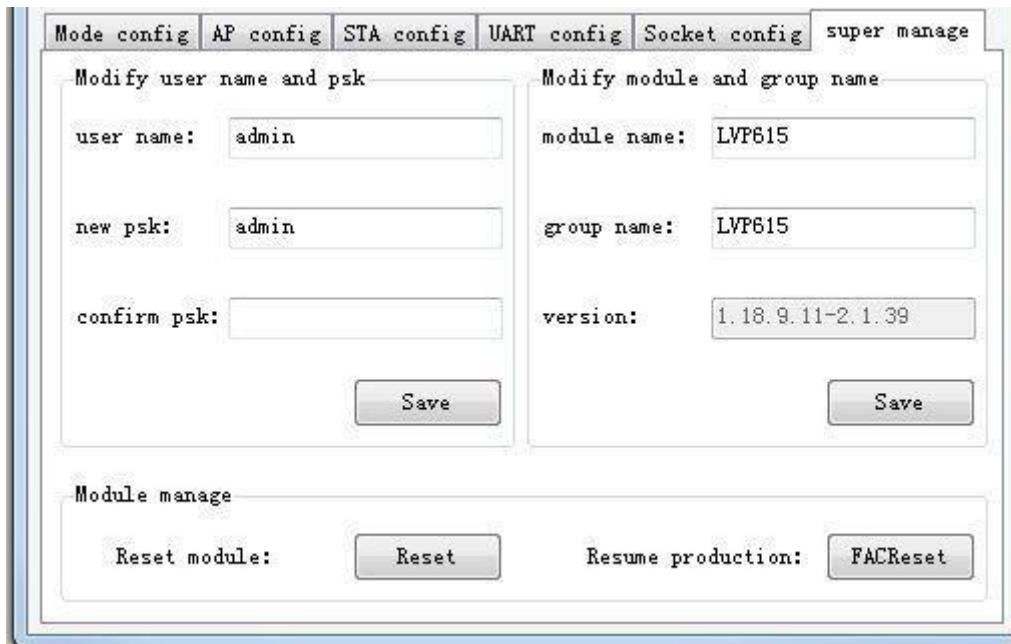 Mode config AP config STA config UART config Socket config super manage
Modify user name and psk Modify module and group name
user name: admin module name: LVP615
new psk: admin group name: LVP615
confirm psk: version: 1.18.9.11-2.1.39
Save Save
Module manage
Reset module: Reset Resume production: FACReset